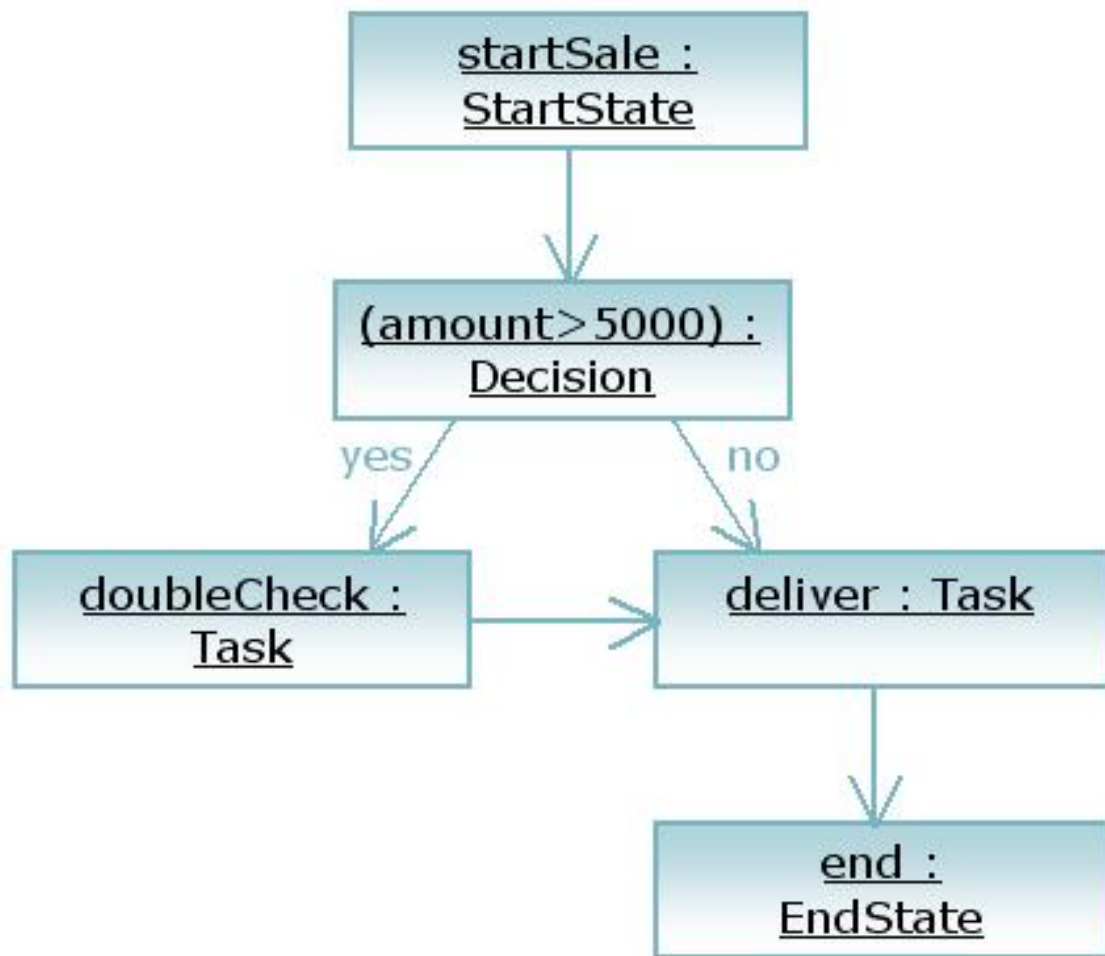 startSale :
StartState
(amount>5000) :
Decision
yes
no
doubleCheck :
Task
deliver : Task
end :
EndState